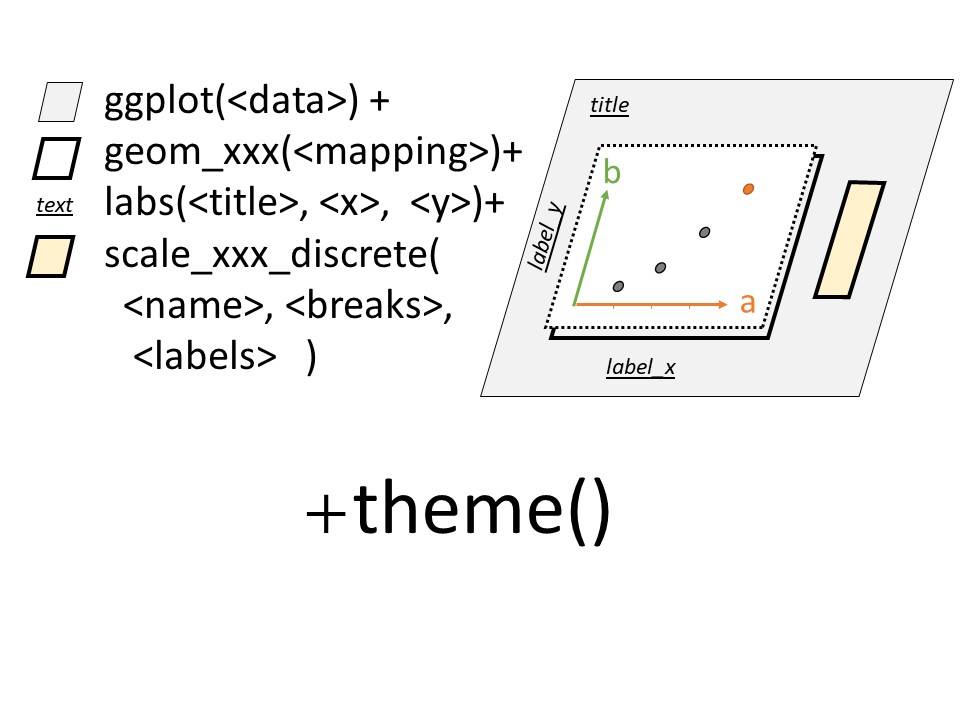 ggplot(<data>) +
geom_xxx(<mapping>)+
text
labs(<title>, <x>,  <y>)+
scale_xxx_discrete(
<name>, <breaks>,
<labels>   )
title
b
label_y
a
label_x
+theme()